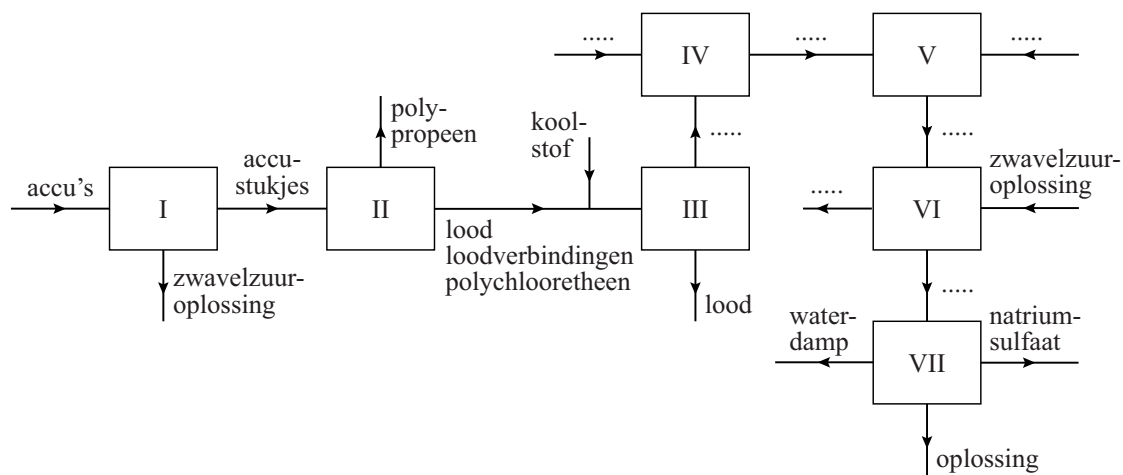 .....
IV
.....
V
.....
poly-
propeen
kool-
stof
.....
.....
accu's
I
accu-
stukjes
II
lood
loodverbindingen
polychlooretheen
III
.....
VI
zwavelzuur-
oplossing
zwavelzuur-
oplossing
lood
.....
water-
damp
VII
natrium-
sulfaat
oplossing